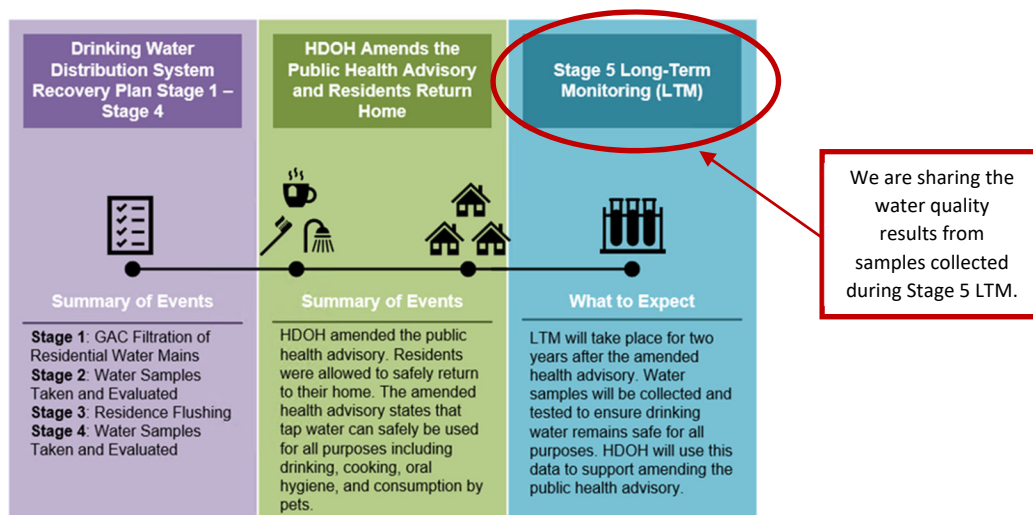 Drinking Water
Distribution System
Recovery Plan Stage 1 –
Stage 4
Summary of Events
Stage 1: GAC Filtration of
Residential Water Mains
Stage 2: Water Samples
Taken and Evaluated
Stage 3: Residence Flushing
Stage 4: Water Samples
Taken and Evaluated
HDOH Amends the
Public Health Advisory
and Residents Return
Home
Summary of Events
HDOH amended the public
health advisory. Residents
were allowed to safely return
to their home. The amended
health advisory states that
tap water can safely be used
for all purposes including
drinking, cooking, oral
hygiene, and consumption by
pets.
Stage 5 Long-Term
Monitoring (LTM)
What to Expect
LTM will take place for two
years after the amended
health advisory. Water
samples will be collected and
tested to ensure drinking
water remains safe for all
purposes. HDOH will use this
data to support amending the
public health advisory.
We are sharing the
water quality
results from
samples collected
during Stage 5 LTM.